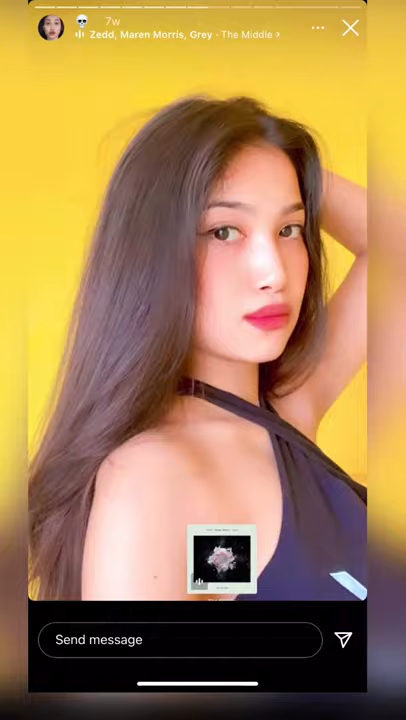 7w
Zedd, Maren Morris, Grey · The Middle >
Send message